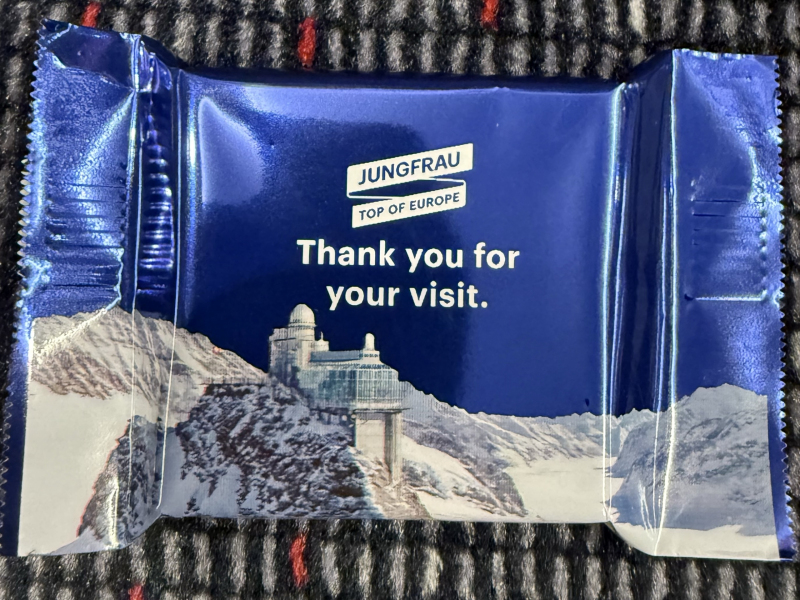 JUNGFRAU
TOP OF EUROPE
Thank you for
your visit.